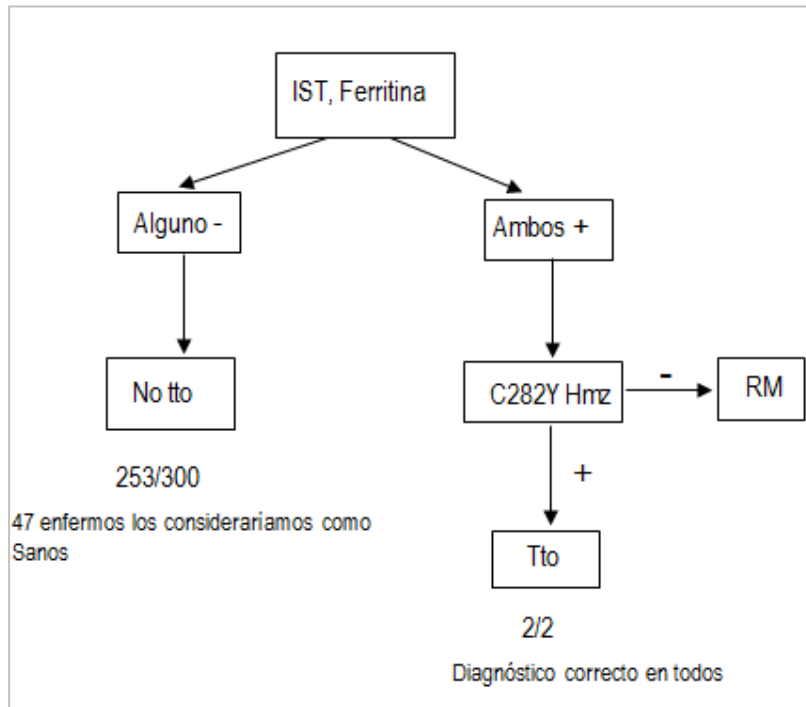 IST, Ferritina
Alguno -
Ambos +
No tto
C282Y Hmz
-
RM
+
253/300
47 enfermos los consideraríamos como
Sanos
Tto
2/2
Diagnóstico correcto en todos